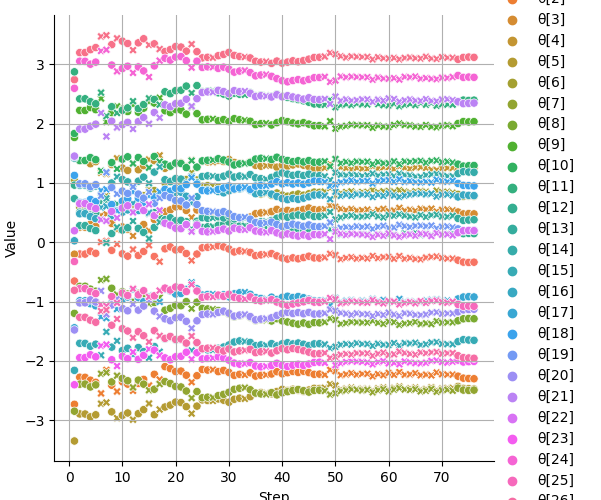 θ[2]
θ[3]
θ[4]
θ[5]
θ[6]
θ[7]
θ[8]
θ[9]
θ[10]
θ[11]
θ[12]
θ[13]
θ[14]
θ[15]
θ[16]
θ[17]
θ[18]
θ[19]
θ[20]
θ[21]
θ[22]
θ[23]
θ[24]
θ[25]
θ[26]
3
2
1
0
−1
−2
−3
Value
0 10 20 30 40 50 60 70
Step